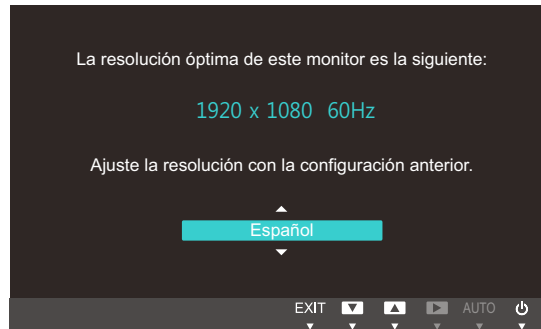 La resolución óptima de este monitor es la siguiente:
1920 x 1080 60Hz
Ajuste la resolución con la configuración anterior.
Español
EXIT AUTO